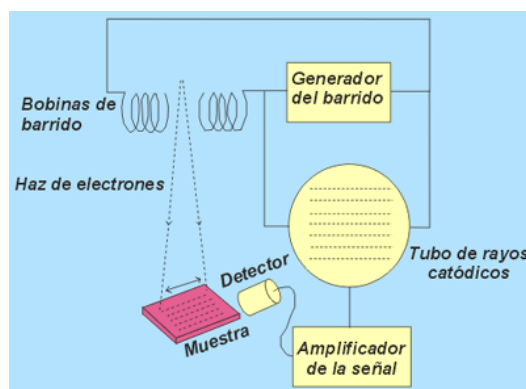 Generador
del barrido
Bobinas de
barrido
Haz de electrones
Tubo de rayos
catódicos
Detector
Muestra
Amplificador
de la señal